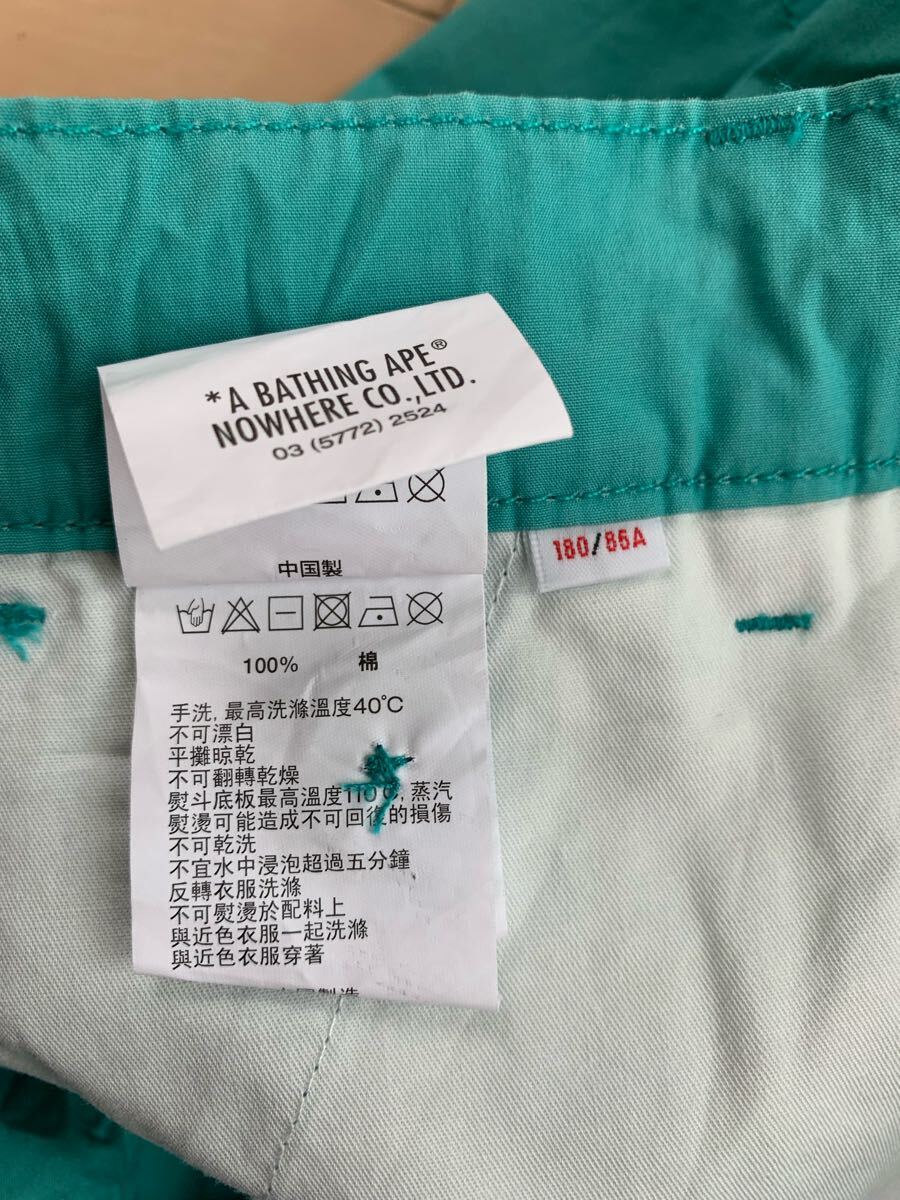 *A BATHING APE®
NOWHERE CO.,LTD.
03 (5772) 2524
中国製
180/86A
100% 棉
手洗, 最高洗滌溫度40℃
不可漂白
平攤晾乾
不可翻轉乾燥
熨斗底板最高溫度110℃, 蒸汽
熨燙可能造成不可回復的損傷
不可乾洗
不宜水中浸泡超過五分鐘
反轉衣服洗滌
不可熨燙於配料上
與近色衣服一起洗滌
與近色衣服穿著